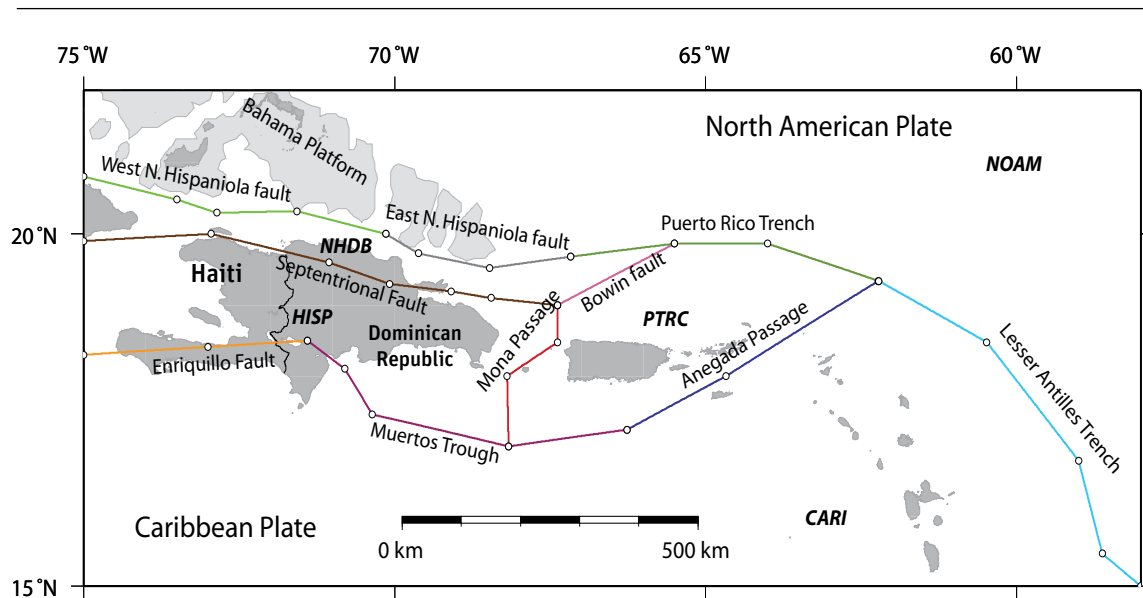 75˚W
70˚W
65˚W
60˚W
Bahama Platform
North American Plate
NOAM
West N. Hispaniola fault
East N. Hispaniola fault
Puerto Rico Trench
20˚N
NHDB
Haiti
Septentrional Fault
Bowin fault
HISP
Dominican
Republic
Mona Passage
PTRC
Anegada Passage
Enriquillo Fault
Lesser Antilles Trench
Muertos Trough
Caribbean Plate
CARI
0 km
500 km
15˚N